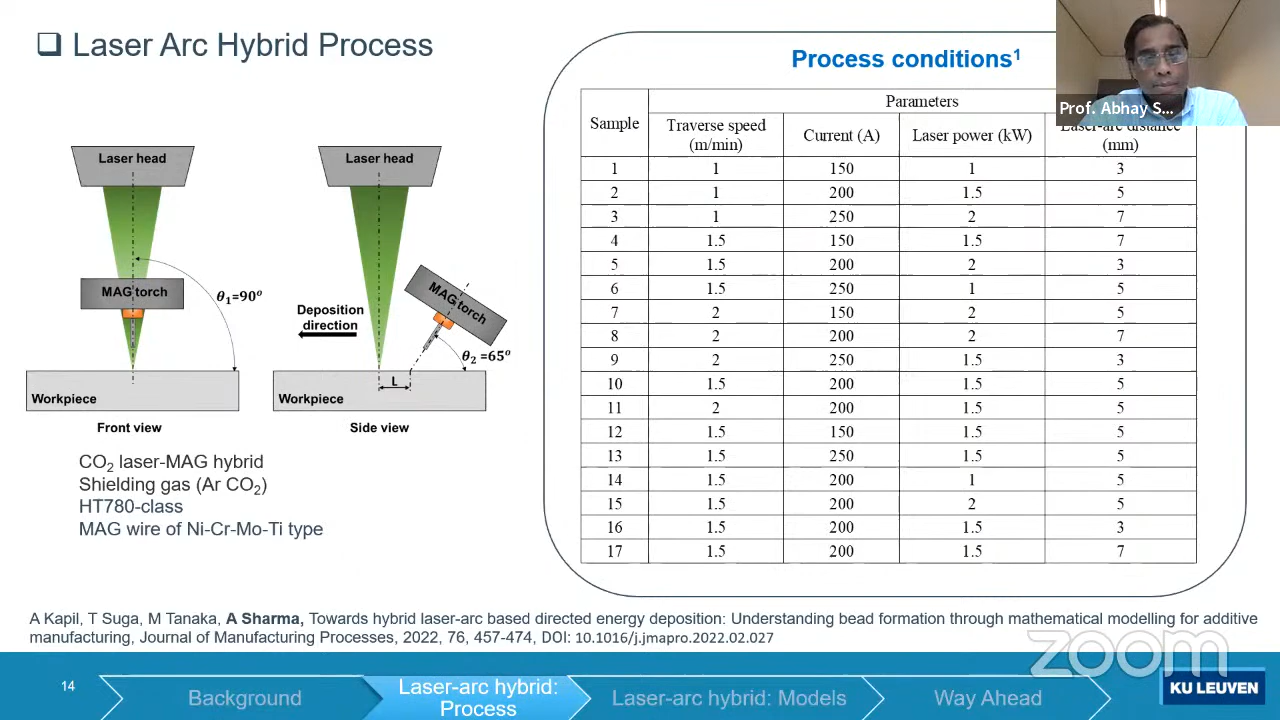 ❑ Laser Arc Hybrid Process
Process conditions¹
Prof. Abhay S...
Laser head
MAG torch
θ₁=90°
Workpiece
Front view
Laser head
MAG torch
Deposition
direction
θ₂ =65°
L
Workpiece
Side view
CO₂ laser-MAG hybrid
Shielding gas (Ar CO₂)
HT780-class
MAG wire of Ni-Cr-Mo-Ti type
Sample Parameters
Traverse speed (m/min) Current (A) Laser power (kW) Laser-arc distance (mm)
1 1 150 1 3
2 1 200 1.5 5
3 1 250 2 7
4 1.5 150 1.5 7
5 1.5 200 2 3
6 1.5 250 1 5
7 2 150 2 5
8 2 200 2 7
9 2 250 1.5 3
10 1.5 200 1.5 5
11 2 200 1.5 5
12 1.5 150 1.5 5
13 1.5 250 1.5 5
14 1.5 200 1 5
15 1.5 200 2 5
16 1.5 200 1.5 3
17 1.5 200 1.5 7
A Kapil, T Suga, M Tanaka, A Sharma, Towards hybrid laser-arc based directed energy deposition: Understanding bead formation through mathematical modelling for additive
manufacturing, Journal of Manufacturing Processes, 2022, 76, 457-474, DOI: 10.1016/j.jmapro.2022.02.027
zoom
14
Background
Laser-arc hybrid:
Process
Laser-arc hybrid: Models
Way Ahead
KU LEUVEN